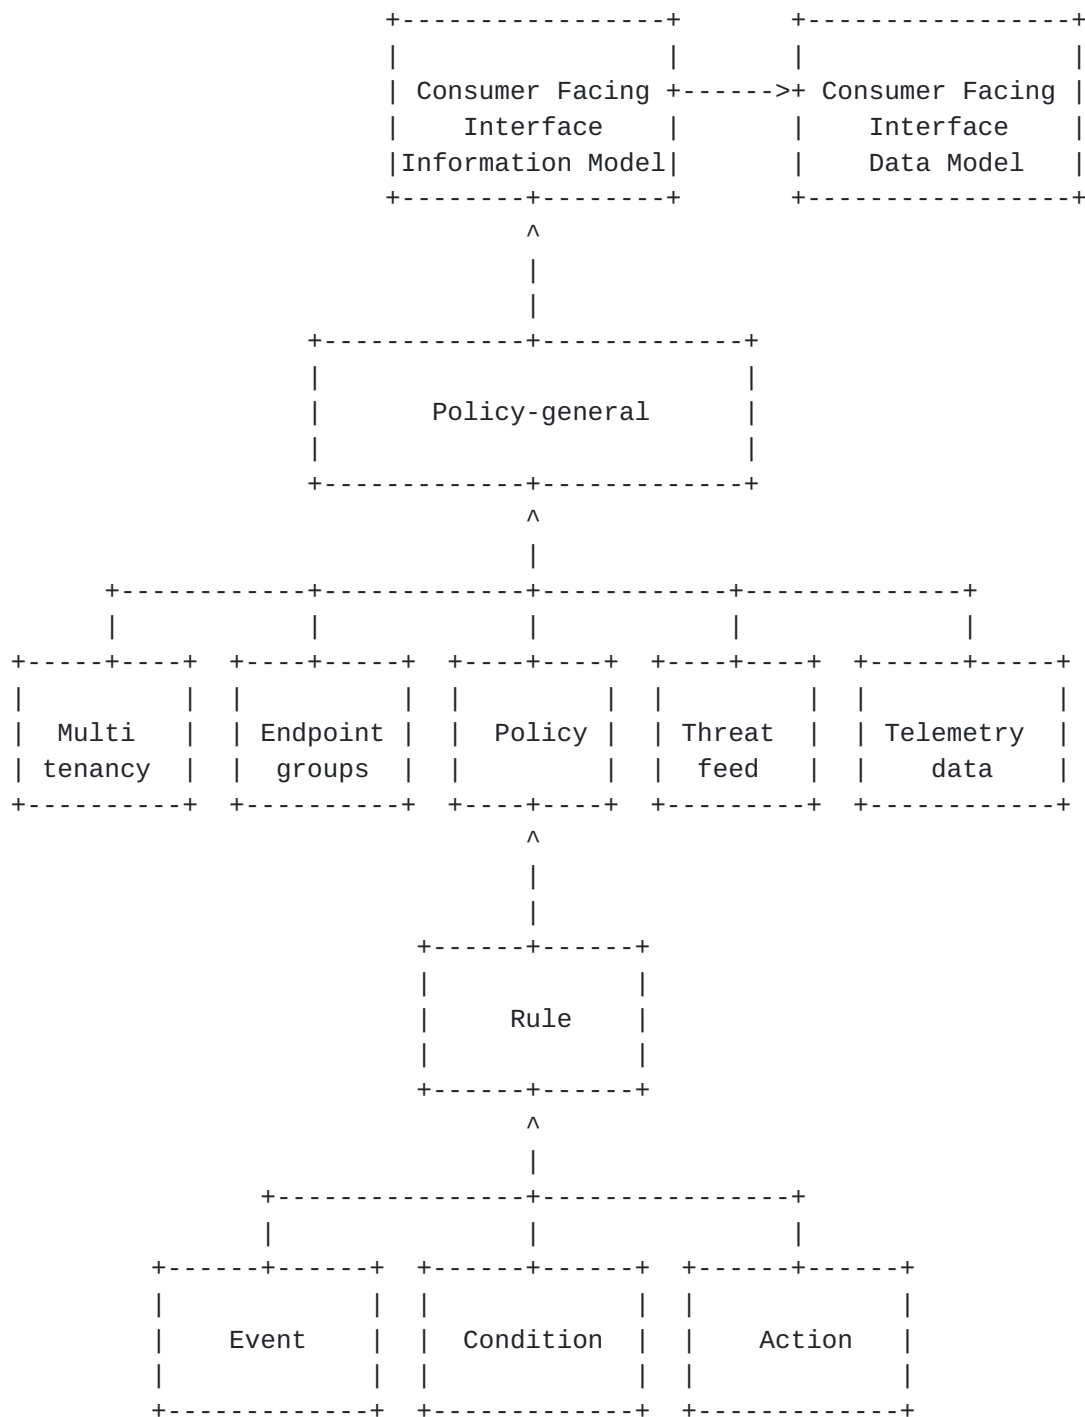 +-----------------+       +-----------------+
|                 |       |                 |
| Consumer Facing +------>+ Consumer Facing |
|    Interface    |       |    Interface    |
|Information Model|       |    Data Model   |
+--------+--------+       +-----------------+
^
|
|
+-------------+-------------+
|                           |
|       Policy-general      |
|                           |
+-------------+-------------+
^
|
+------------+-------------+------------+--------------+
|            |             |            |              |
+-----+----+  +----+-----+  +----+----+  +----+----+  +------+-----+
|          |  |          |  |         |  |         |  |            |
|  Multi   |  | Endpoint |  |  Policy |  | Threat  |  | Telemetry  |
| tenancy  |  |  groups  |  |         |  |  feed   |  |    data    |
+----------+  +----------+  +----+----+  +---------+  +------------+
^
|
|
+------+------+
|             |
|     Rule    |
|             |
+------+------+
^
|
+----------------+----------------+
|                |                |
+------+------+  +------+------+  +------+------+
|             |  |             |  |             |
|    Event    |  |  Condition  |  |    Action   |
|             |  |             |  |             |
+-------------+  +-------------+  +-------------+